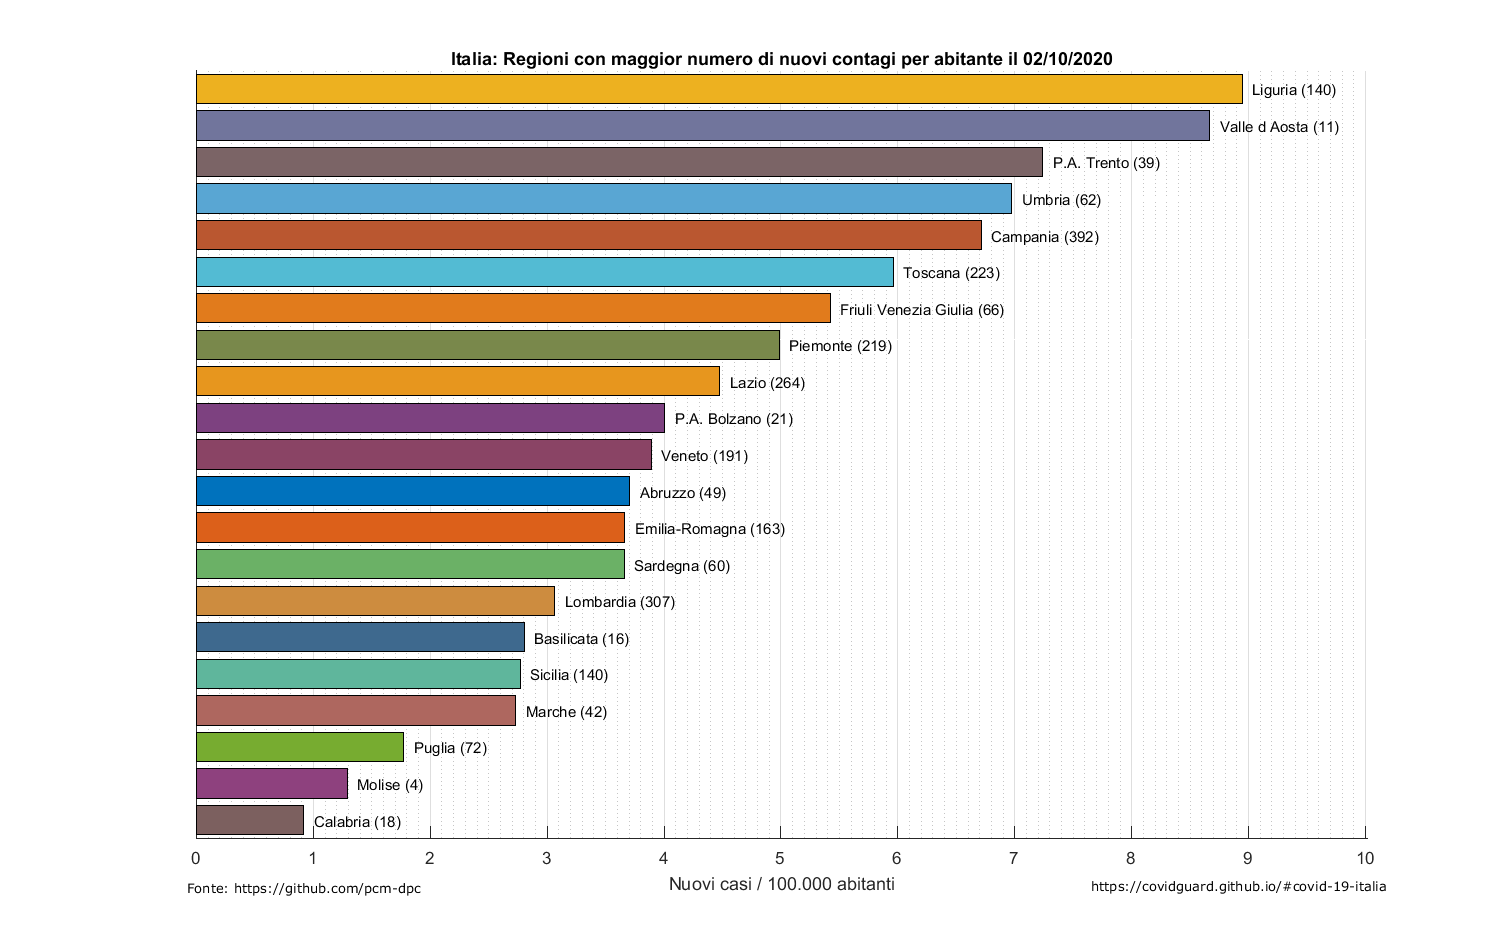 Italia: Regioni con maggior numero di nuovi contagi per abitante il 02/10/2020
Liguria (140)
Valle d Aosta (11)
P.A. Trento (39)
Umbria (62)
Campania (392)
Toscana (223)
Friuli Venezia Giulia (66)
Piemonte (219)
Lazio (264)
P.A. Bolzano (21)
Veneto (191)
Abruzzo (49)
Emilia-Romagna (163)
Sardegna (60)
Lombardia (307)
Basilicata (16)
Sicilia (140)
Marche (42)
Puglia (72)
Molise (4)
Calabria (18)
0 1 2 3 4 5 6 7 8 9 10
Nuovi casi / 100.000 abitanti
Fonte: https://github.com/pcm-dpc
https://covidguard.github.io/#covid-19-italia